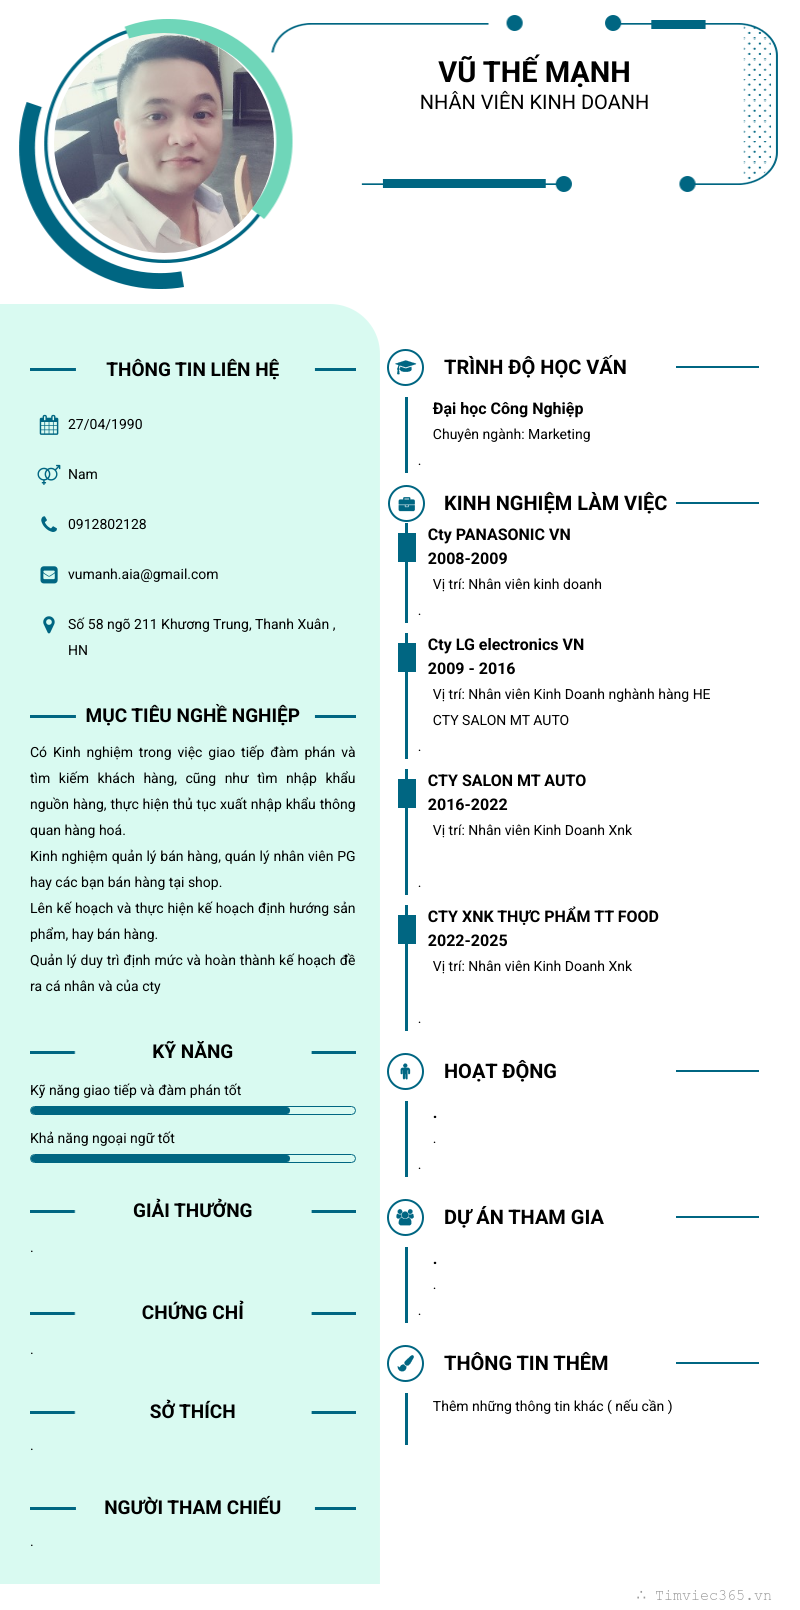 VŨ THẾ MẠNH
NHÂN VIÊN KINH DOANH
THÔNG TIN LIÊN HỆ
27/04/1990
Nam
0912802128
vumanh.aia@gmail.com
Số 58 ngõ 211 Khương Trung, Thanh Xuân ,
HN
MỤC TIÊU NGHỀ NGHIỆP
Có Kinh nghiệm trong việc giao tiếp đàm phán và
tìm kiếm khách hàng, cũng như tìm nhập khẩu
nguồn hàng, thực hiện thủ tục xuất nhập khẩu thông
quan hàng hoá.
Kinh nghiệm quản lý bán hàng, quán lý nhân viên PG
hay các bạn bán hàng tại shop.
Lên kế hoạch và thực hiện kế hoạch định hướng sản
phẩm, hay bán hàng.
Quản lý duy trì định mức và hoàn thành kế hoạch đề
ra cá nhân và của cty
KỸ NĂNG
Kỹ năng giao tiếp và đàm phán tốt
Khả năng ngoại ngữ tốt
GIẢI THƯỞNG
.
CHỨNG CHỈ
.
SỞ THÍCH
.
NGƯỜI THAM CHIẾU
.
TRÌNH ĐỘ HỌC VẤN
Đại học Công Nghiệp
Chuyên ngành: Marketing
.
KINH NGHIỆM LÀM VIỆC
Cty PANASONIC VN
2008-2009
Vị trí: Nhân viên kinh doanh
.
Cty LG electronics VN
2009 - 2016
Vị trí: Nhân viên Kinh Doanh nghành hàng HE
CTY SALON MT AUTO
.
CTY SALON MT AUTO
2016-2022
Vị trí: Nhân viên Kinh Doanh Xnk
.
CTY XNK THỰC PHẨM TT FOOD
2022-2025
Vị trí: Nhân viên Kinh Doanh Xnk
.
HOẠT ĐỘNG
.
.
.
DỰ ÁN THAM GIA
.
.
.
THÔNG TIN THÊM
Thêm những thông tin khác ( nếu cần )
∴ Timviec365.vn